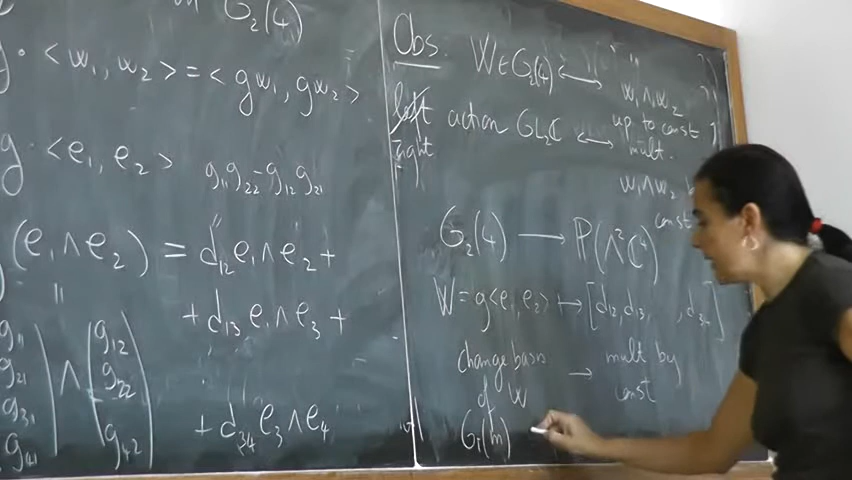 G₂(4)
g · <w₁, w₂> = <gw₁, gw₂>
g · <e₁, e₂> g₁₁g₂₂-g₁₂g₂₁
"
(e₁ ∧ e₂) = d₁₂ e₁∧e₂ +
"
+ d₁₃ e₁∧e₃ +
g₁₁ g₂₁ g₃₁ g₄₁ ∧ g₁₂ g₂₂ g₄₂
+ d₃₄ e₃∧e₄
Obs. W∈G₂(4) ↔
w₁∧w₂
up to const
mult.
left action GL₂ℂ ↔
right
w₁∧w₂
const
G₂(4) → ℙ(Λ²ℂ⁴)
W = g<e₁, e₂> ↦ [d₁₂, d₁₃, , d₃₄]
change basis → mult by
of W const